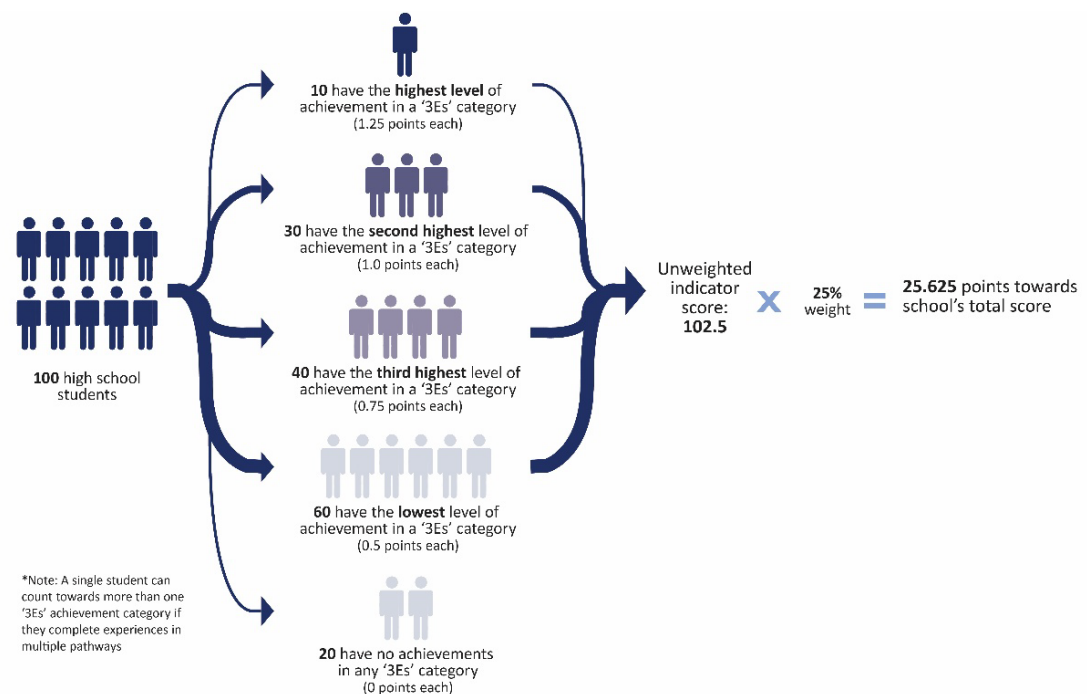 10 have the highest level of
achievement in a '3Es' category
(1.25 points each)
30 have the second highest level of
achievement in a '3Es' category
(1.0 points each)
100 high school
students
40 have the third highest level of
achievement in a '3Es' category
(0.75 points each)
60 have the lowest level of
achievement in a '3Es' category
(0.5 points each)
20 have no achievements
in any '3Es' category
(0 points each)
Unweighted
indicator
score:
102.5
X
25%
weight
=
25.625 points towards
school's total score
*Note: A single student can
count towards more than one
'3Es' achievement category if
they complete experiences in
multiple pathways